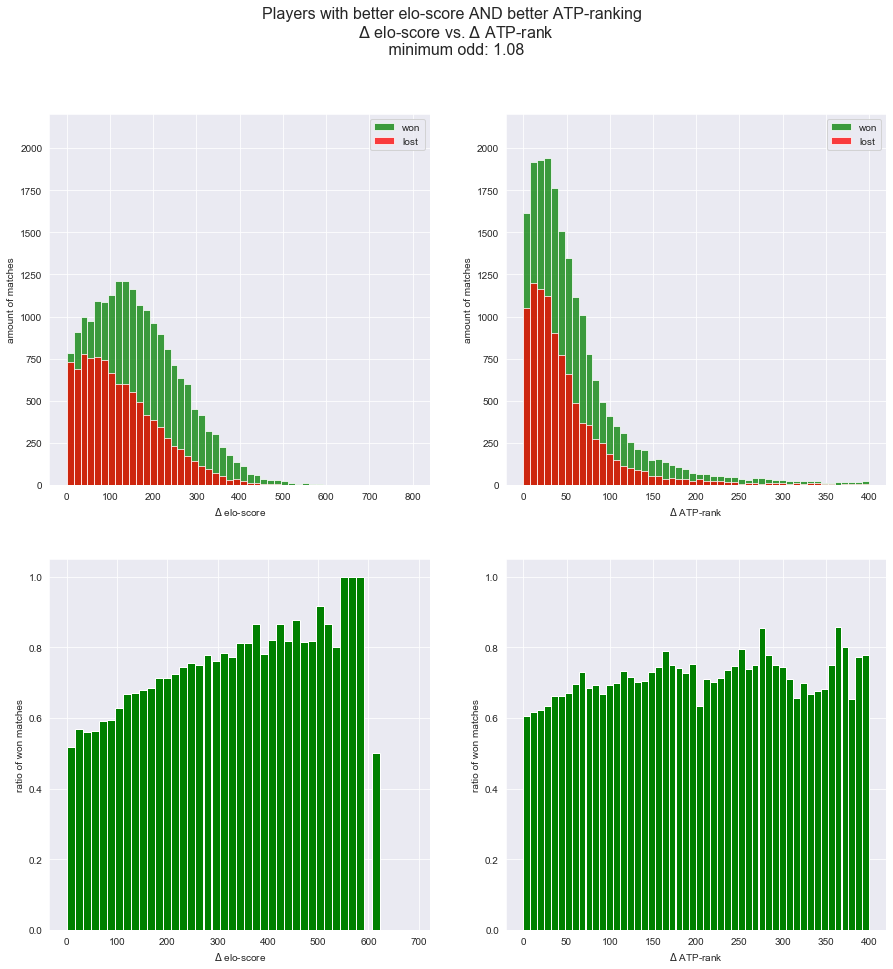 Players with better elo-score AND better ATP-ranking
Δ elo-score vs. Δ ATP-rank
minimum odd: 1.08
won
lost
2000
1750
1500
1250
1000
750
500
250
0
amount of matches
0 100 200 300 400 500 600 700 800
Δ elo-score
won
lost
2000
1750
1500
1250
1000
750
500
250
0
amount of matches
0 50 100 150 200 250 300 350 400
Δ ATP-rank
1.0
0.8
0.6
0.4
0.2
0.0
ratio of won matches
0 100 200 300 400 500 600 700
Δ elo-score
1.0
0.8
0.6
0.4
0.2
0.0
ratio of won matches
0 50 100 150 200 250 300 350 400
Δ ATP-rank